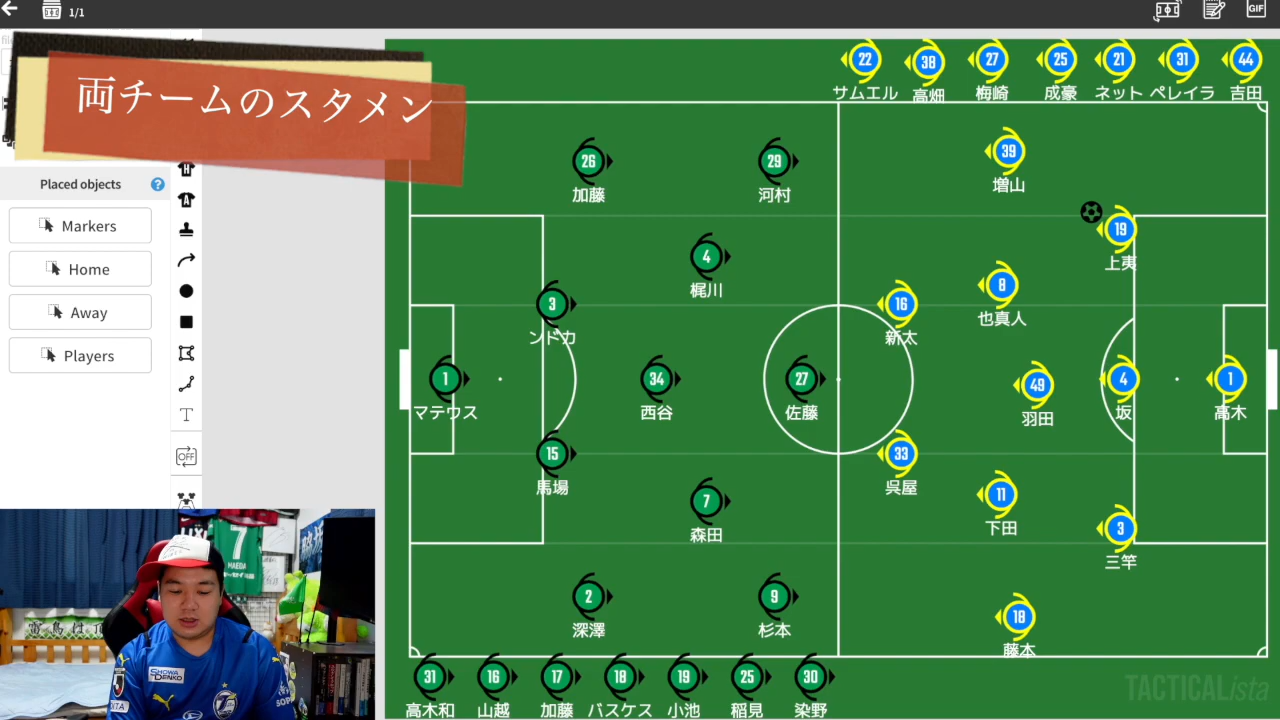 1/1
GIF
両チームのスタメン
Placed objects
?
Markers
Home
Away
Players
H
A
T
OFF
22 38 27 25 21 31 44
サムエル 高畑 梅崎 成豪 ネット ペレイラ 吉田
26
加藤
29
河村
39
増山
4
梶川
19
上夷
3
ンドカ
16
新太
8
也真人
1
マテウス
34
西谷
27
佐藤
49
羽田
4
坂
1
高木
15
馬場
33
呉屋
7
森田
11
下田
3
三竿
2
深澤
9
杉本
18
藤本
31 16 17 18 19 25 30
高木和 山越 加藤 バスケス 小池 稲見 染野
TACTICALista
7
MAEDA
SHOWA
DENKO